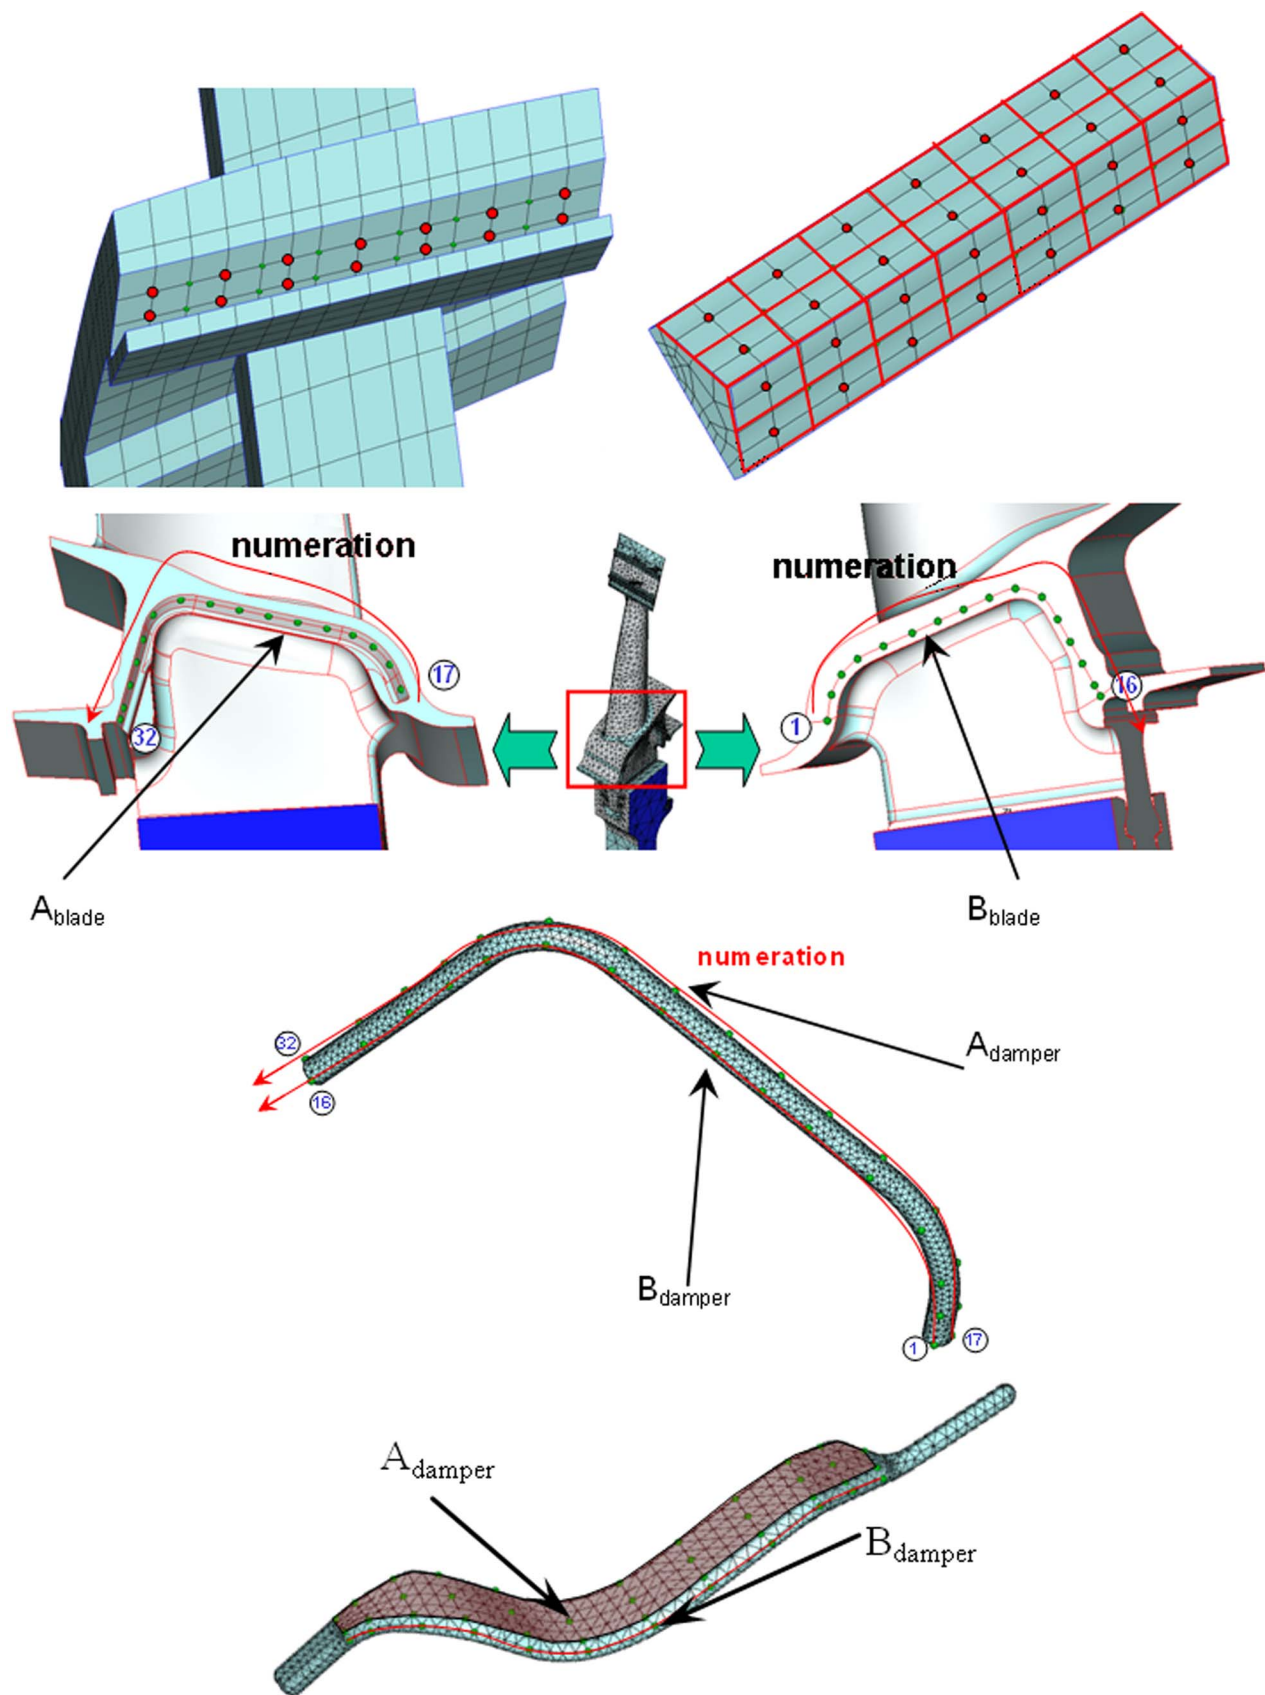 numeration
numeration
17
16
32
1
A_blade
B_blade
numeration
32
A_damper
16
B_damper
1
17
A_damper
B_damper